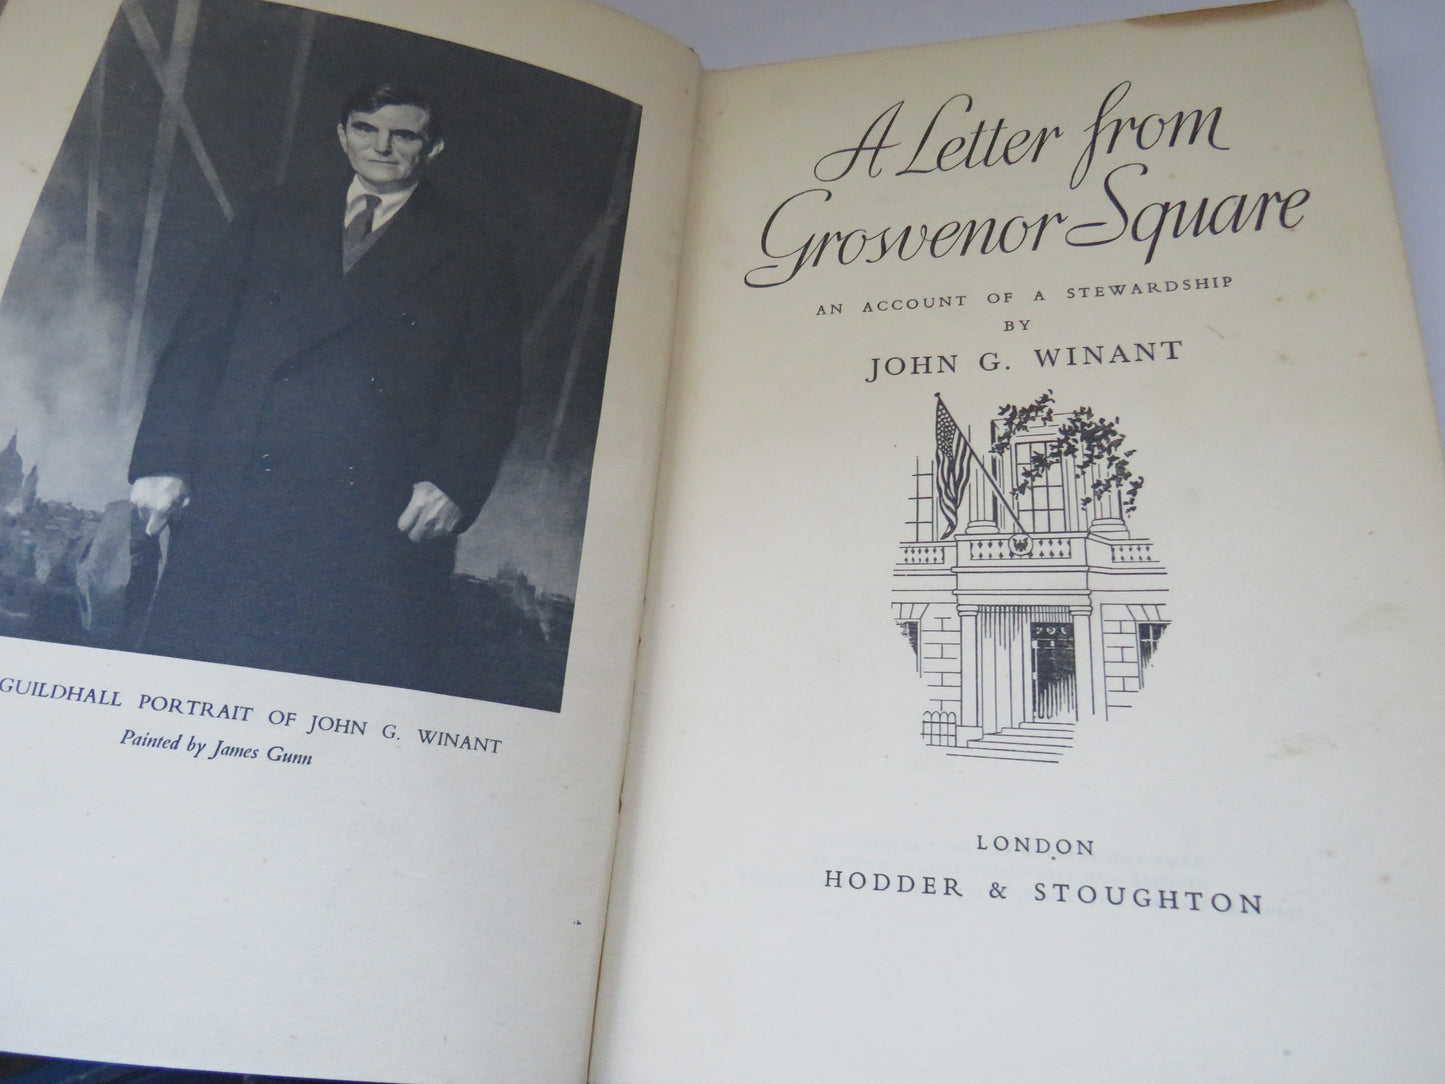 GUILDHALL PORTRAIT OF JOHN G. WINANT
Painted by James Gunn
A Letter from
Grosvenor Square
AN ACCOUNT OF A STEWARDSHIP
BY
JOHN G. WINANT
LONDON
HODDER & STOUGHTON